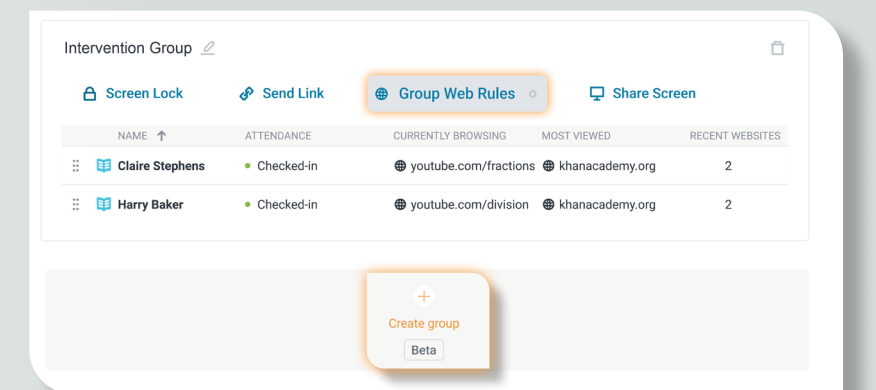 Intervention Group
Screen Lock Send Link Group Web Rules Share Screen
NAME ATTENDANCE CURRENTLY BROWSING MOST VIEWED RECENT WEBSITES
Claire Stephens Checked-in youtube.com/fractions khanacademy.org 2
Harry Baker Checked-in youtube.com/division khanacademy.org 2
Create group
Beta